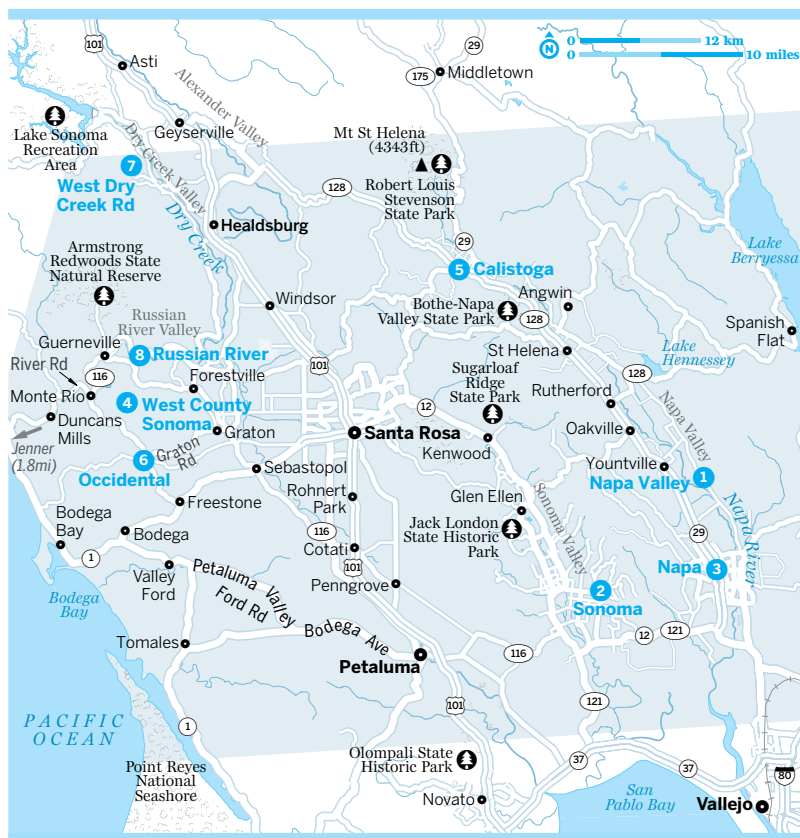 101
Asti
29
175
Middletown
N
0
12 km
0
10 miles
Alexander Valley
Geyserville
Lake Sonoma
Recreation
Area
Mt St Helena
(4343ft)
Robert Louis
Stevenson
State Park
7
West Dry
Creek Rd
Dry Creek Valley
Dry Creek
128
Healdsburg
29
Lake
Berryessa
Armstrong
Redwoods State
Natural Reserve
5
Calistoga
Angwin
Bothe-Napa
Valley State Park
128
Windsor
Russian
River Valley
Spanish
Flat
Guerneville
8
Russian River
St Helena
Lake
Hennessey
River Rd
116
Forestville
101
Sugarloaf
Ridge
State Park
128
Monte Rio
4
West County
Sonoma
12
Rutherford
Napa Valley
Duncans
Mills
Graton
Santa Rosa
Kenwood
Oakville
Jenner
(1.8mi)
6
Occidental
Graton
Rd
Sebastopol
Yountville
Napa Valley
1
Freestone
Rohnert
Park
Glen Ellen
Sonoma Valley
Napa River
Bodega
Bay
Bodega
116
Jack London
State Historic
Park
29
1
Cotati
101
Valley
Ford
Petaluma Valley
Ford Rd
Penngrove
Napa
3
Bodega
Bay
2
Sonoma
Tomales
Bodega Ave
12
121
Petaluma
116
101
121
PACIFIC
OCEAN
1
Point Reyes
National
Seashore
Olompali State
Historic Park
37
37
80
Novato
San
Pablo Bay
Vallejo